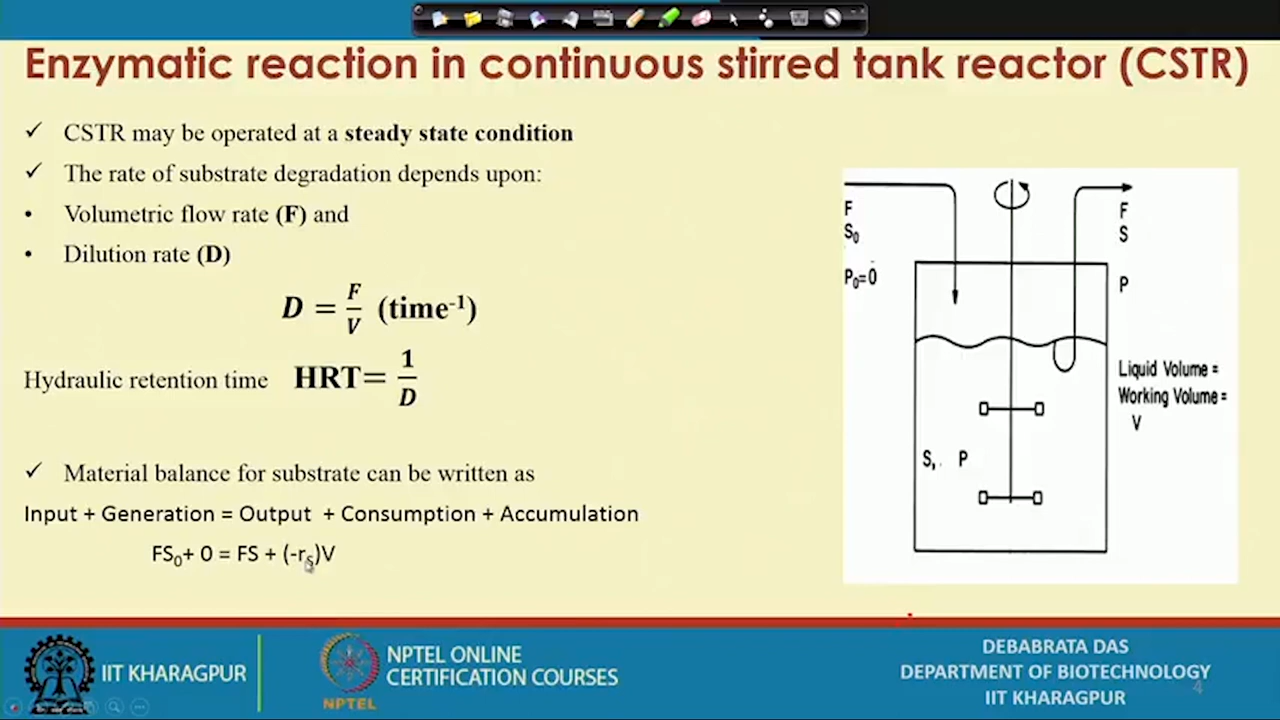 Enzymatic reaction in continuous stirred tank reactor (CSTR)
✓ CSTR may be operated at a steady state condition
✓ The rate of substrate degradation depends upon:
• Volumetric flow rate (F) and
• Dilution rate (D)
D = F/V (time⁻¹)
Hydraulic retention time HRT= 1/D
✓ Material balance for substrate can be written as
Input + Generation = Output + Consumption + Accumulation
FS₀+ 0 = FS + (-rₛ)V
F
S₀
P₀=0
F
S
P
Liquid Volume =
Working Volume =
V
S, P
IIT KHARAGPUR
NPTEL
NPTEL ONLINE
CERTIFICATION COURSES
DEBABRATA DAS
DEPARTMENT OF BIOTECHNOLOGY
IIT KHARAGPUR
4